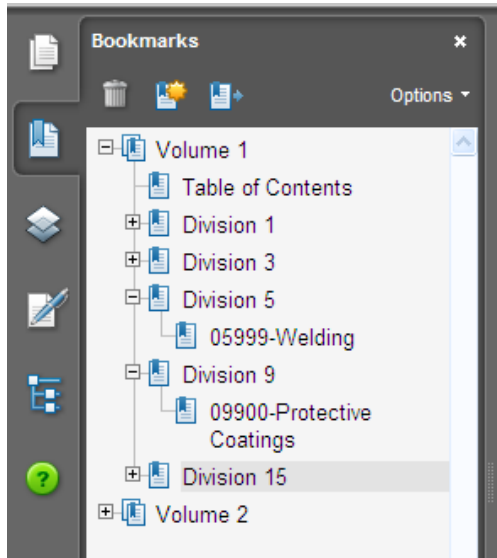 Bookmarks
Options
Volume 1
Table of Contents
Division 1
Division 3
Division 5
05999-Welding
Division 9
09900-Protective
Coatings
Division 15
Volume 2